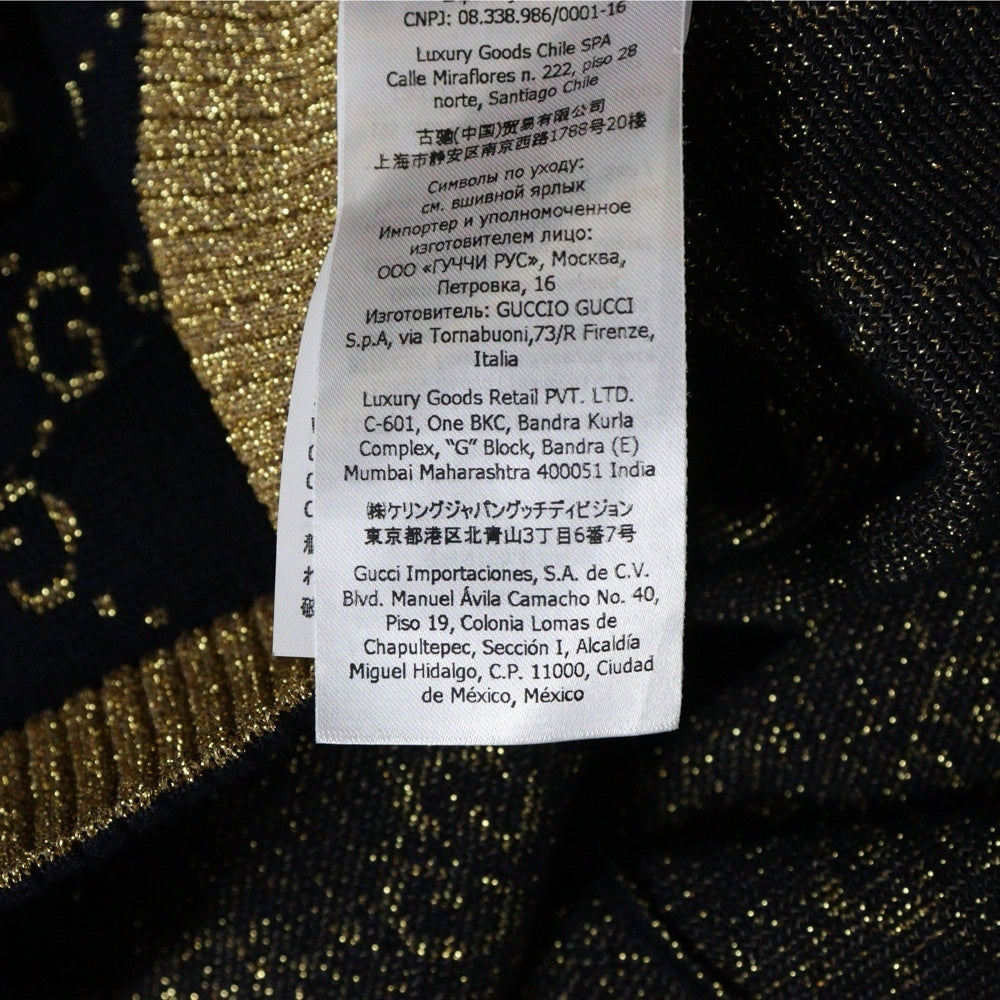 CNPJ: 08.338.986/0001-16
Luxury Goods Chile SPA
Calle Miraflores n. 222, piso 28
norte, Santiago Chile
古驰(中国)贸易有限公司
上海市静安区南京西路1788号20楼
Символы по уходу:
см. вшивной ярлык
Импортер и уполномоченное
изготовителем лицо:
ООО «ГУЧЧИ РУС», Москва,
Петровка, 16
Изготовитель: GUCCIO GUCCI
S.p.A, via Tornabuoni,73/R Firenze,
Italia
Luxury Goods Retail PVT. LTD.
C-601, One BKC, Bandra Kurla
Complex, “G” Block, Bandra (E)
Mumbai Maharashtra 400051 India
㈱ケリングジャパングッチディビジョン
東京都港区北青山3丁目6番7号
Gucci Importaciones, S.A. de C.V.
Blvd. Manuel Ávila Camacho No. 40,
Piso 19, Colonia Lomas de
Chapultepec, Sección I, Alcaldía
Miguel Hidalgo, C.P. 11000, Ciudad
de México, México